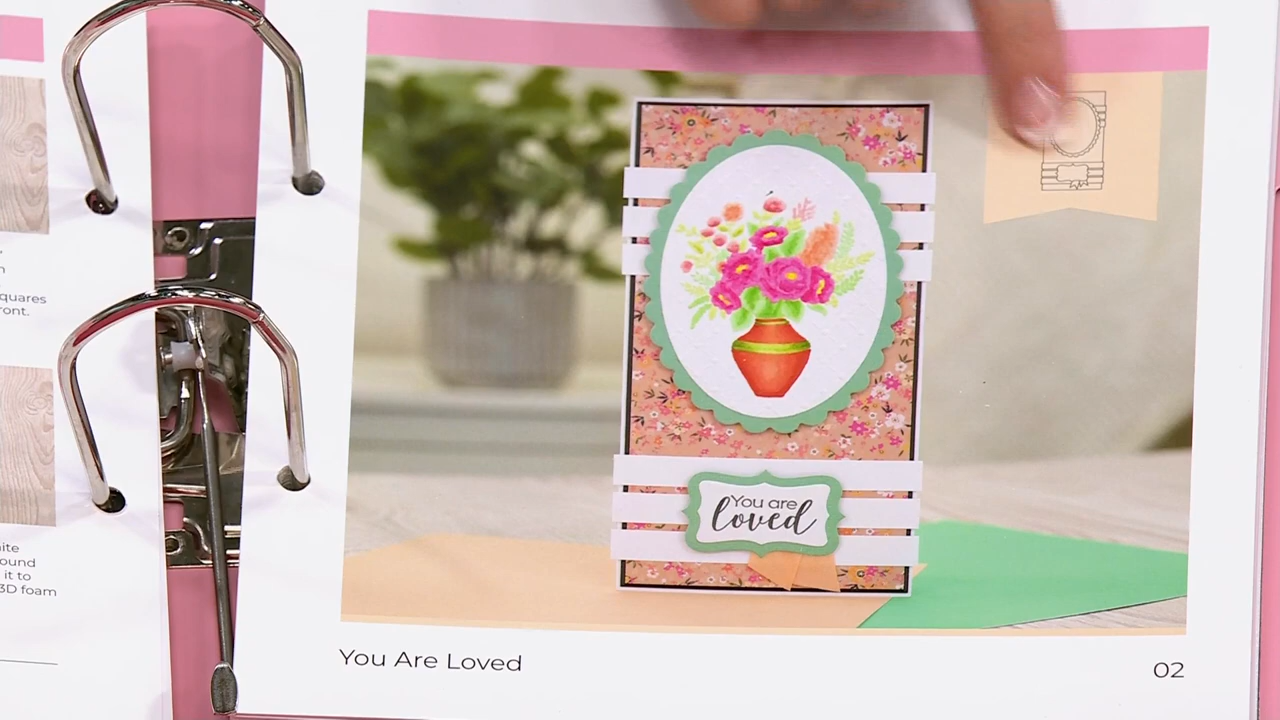 quares
ront.
ite
ound
it to
3D foam
You are
loved
You Are Loved
02